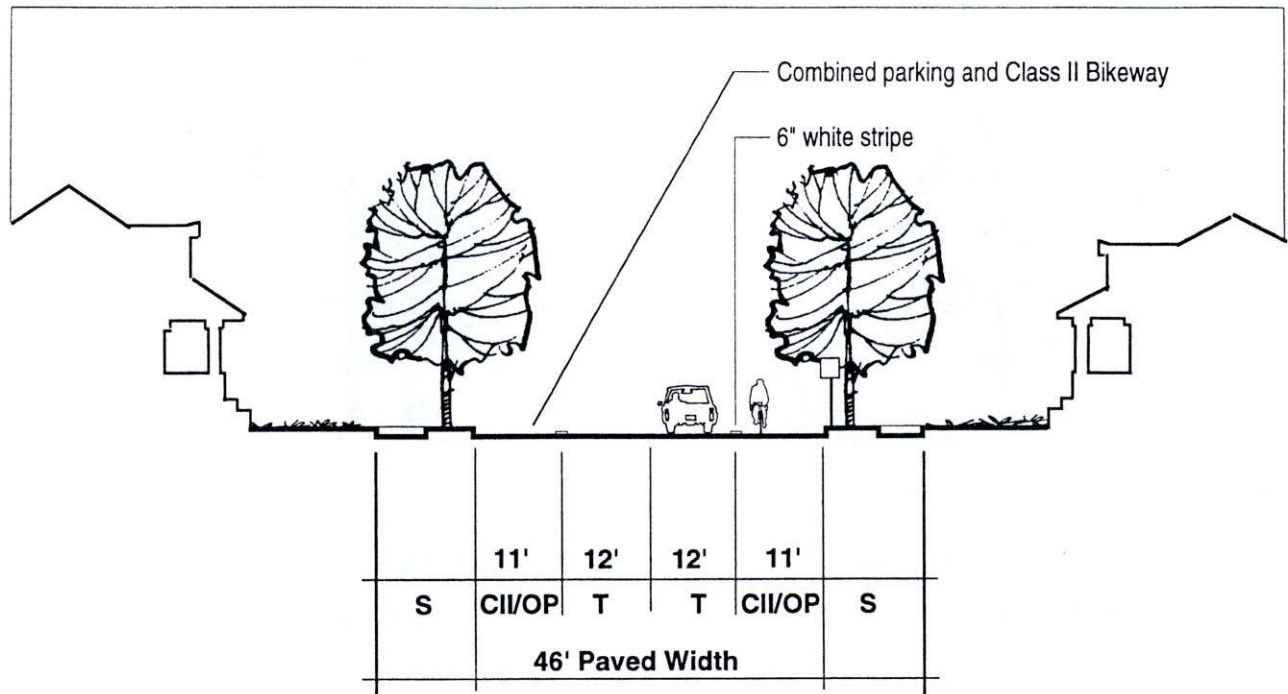 Combined parking and Class II Bikeway
6" white stripe
11' 12' 12' 11'
S CII/OP T T CII/OP S
46' Paved Width